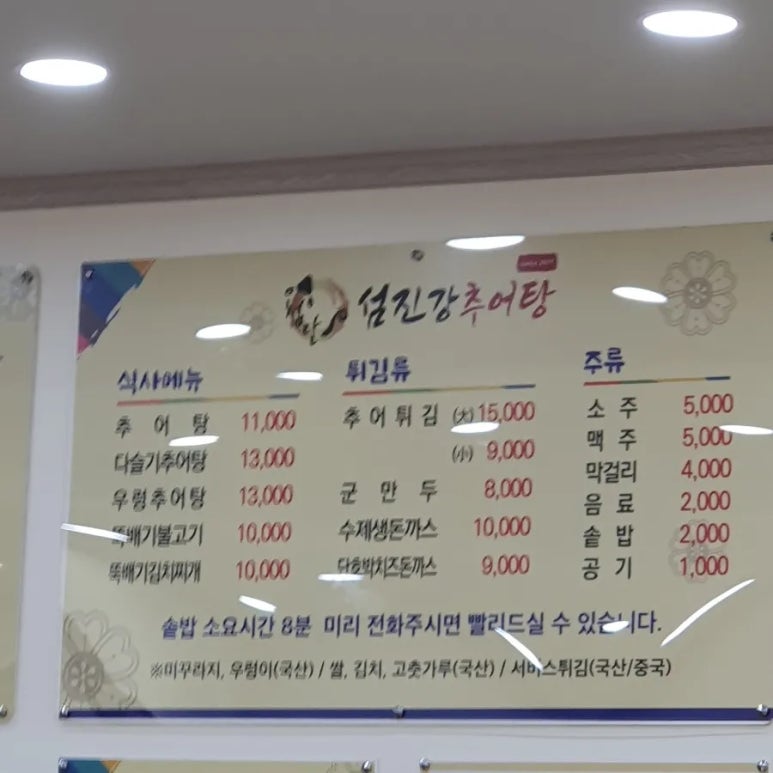 섬진강추어탕
식사메뉴
추어탕 11,000
다슬기추어탕 13,000
우렁추어탕 13,000
뚝배기불고기 10,000
뚝배기김치찌개 10,000
튀김류
추어튀김 (大) 15,000
(小) 9,000
군만두 8,000
수제생돈까스 10,000
단호박치즈돈까스 9,000
주류
소주 5,000
맥주 5,000
막걸리 4,000
음료 2,000
솥밥 2,000
공기 1,000
솥밥 소요시간 8분 미리 전화주시면 빨리드실 수 있습니다.
※미꾸라지, 우렁이(국산) / 쌀, 김치, 고춧가루(국산) / 서비스튀김(국산/중국)